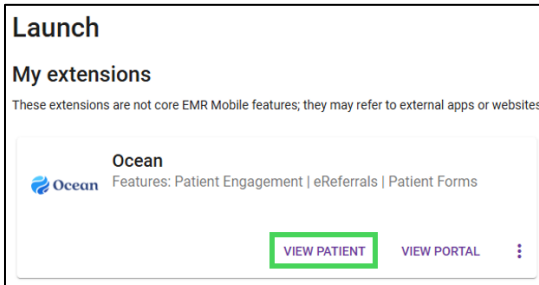 Launch
My extensions
These extensions are not core EMR Mobile features; they may refer to external apps or websites
Ocean
Ocean
Features: Patient Engagement | eReferrals | Patient Forms
VIEW PATIENT
VIEW PORTAL